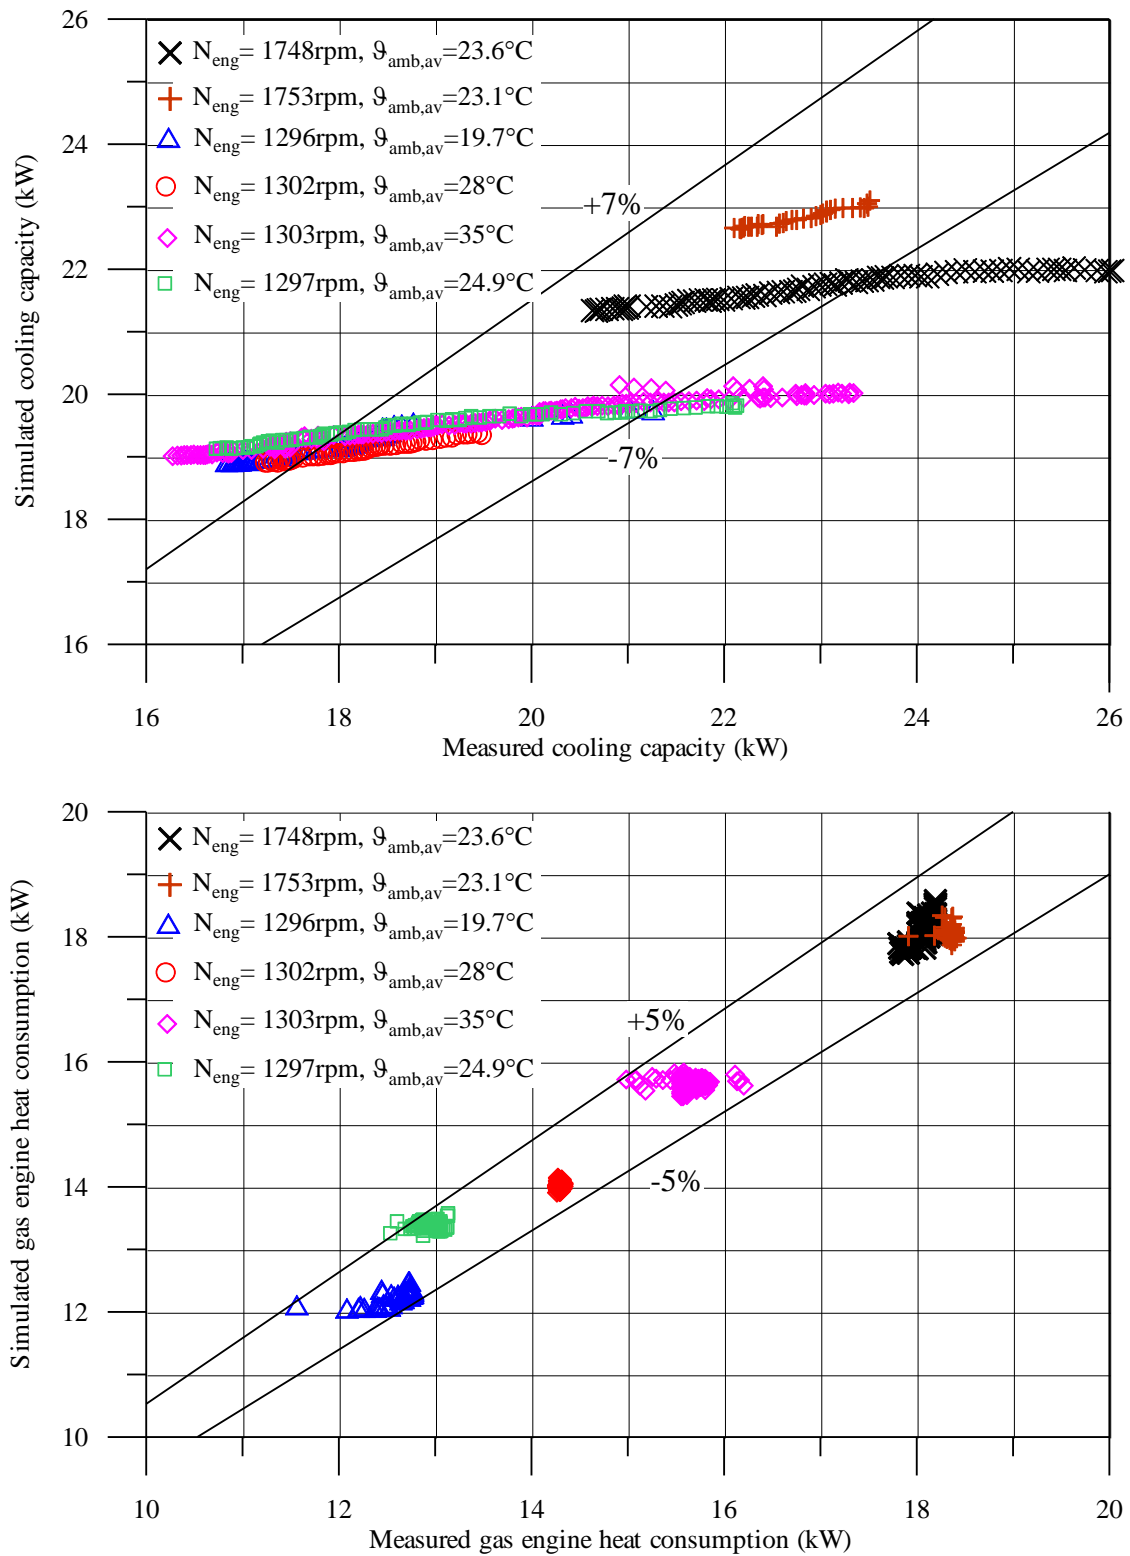 26
24
22
20
18
16
Simulated cooling capacity (kW)
N_eng= 1748rpm, ϑ_amb,av=23.6°C
N_eng= 1753rpm, ϑ_amb,av=23.1°C
N_eng= 1296rpm, ϑ_amb,av=19.7°C
N_eng= 1302rpm, ϑ_amb,av=28°C
N_eng= 1303rpm, ϑ_amb,av=35°C
N_eng= 1297rpm, ϑ_amb,av=24.9°C
+7%
-7%
16 18 20 22 24 26
Measured cooling capacity (kW)
20
18
16
14
12
10
Simulated gas engine heat consumption (kW)
N_eng= 1748rpm, ϑ_amb,av=23.6°C
N_eng= 1753rpm, ϑ_amb,av=23.1°C
N_eng= 1296rpm, ϑ_amb,av=19.7°C
N_eng= 1302rpm, ϑ_amb,av=28°C
N_eng= 1303rpm, ϑ_amb,av=35°C
N_eng= 1297rpm, ϑ_amb,av=24.9°C
+5%
-5%
10 12 14 16 18 20
Measured gas engine heat consumption (kW)